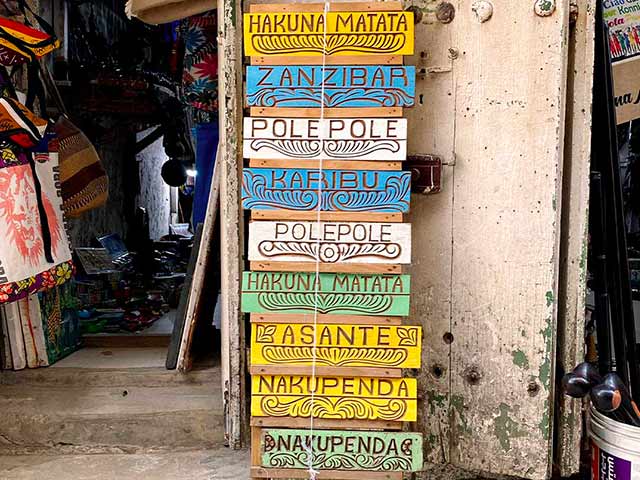 HAKUNA MATATA
ZANZIBAR
POLE POLE
KARIBU
POLEPOLE
HAKUNA MATATA
ASANTE
NAKUPENDA
NAKUPENDA